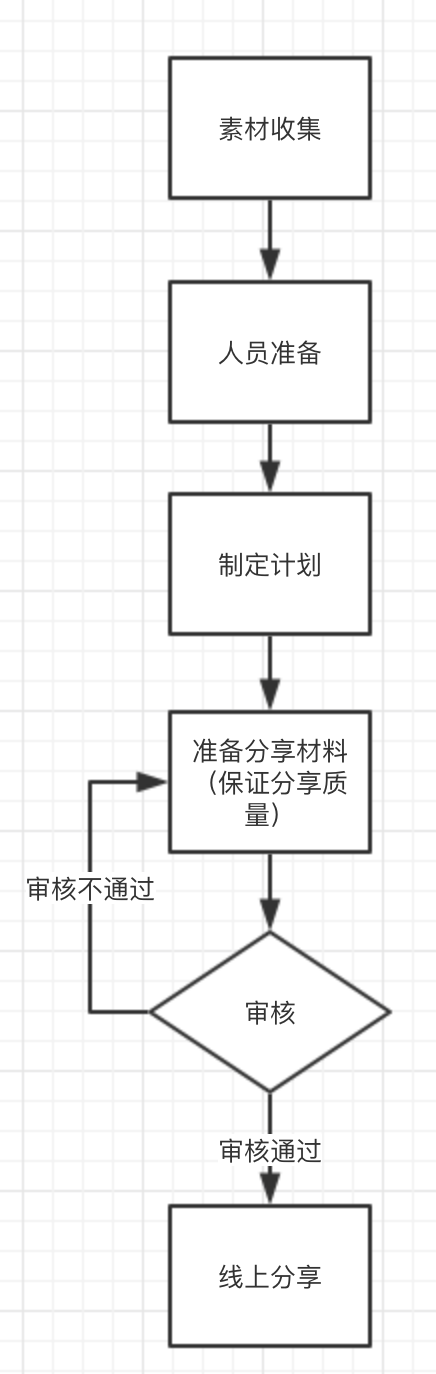 素材收集
人员准备
制定计划
准备分享材料
（保证分享质
量）
审核不通过
审核
审核通过
线上分享